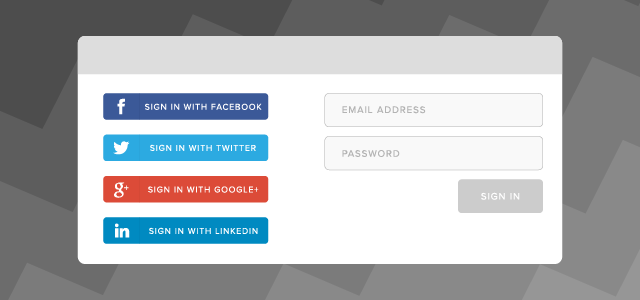 SIGN IN WITH FACEBOOK
SIGN IN WITH TWITTER
SIGN IN WITH GOOGLE+
SIGN IN WITH LINKEDIN
EMAIL ADDRESS
PASSWORD
SIGN IN